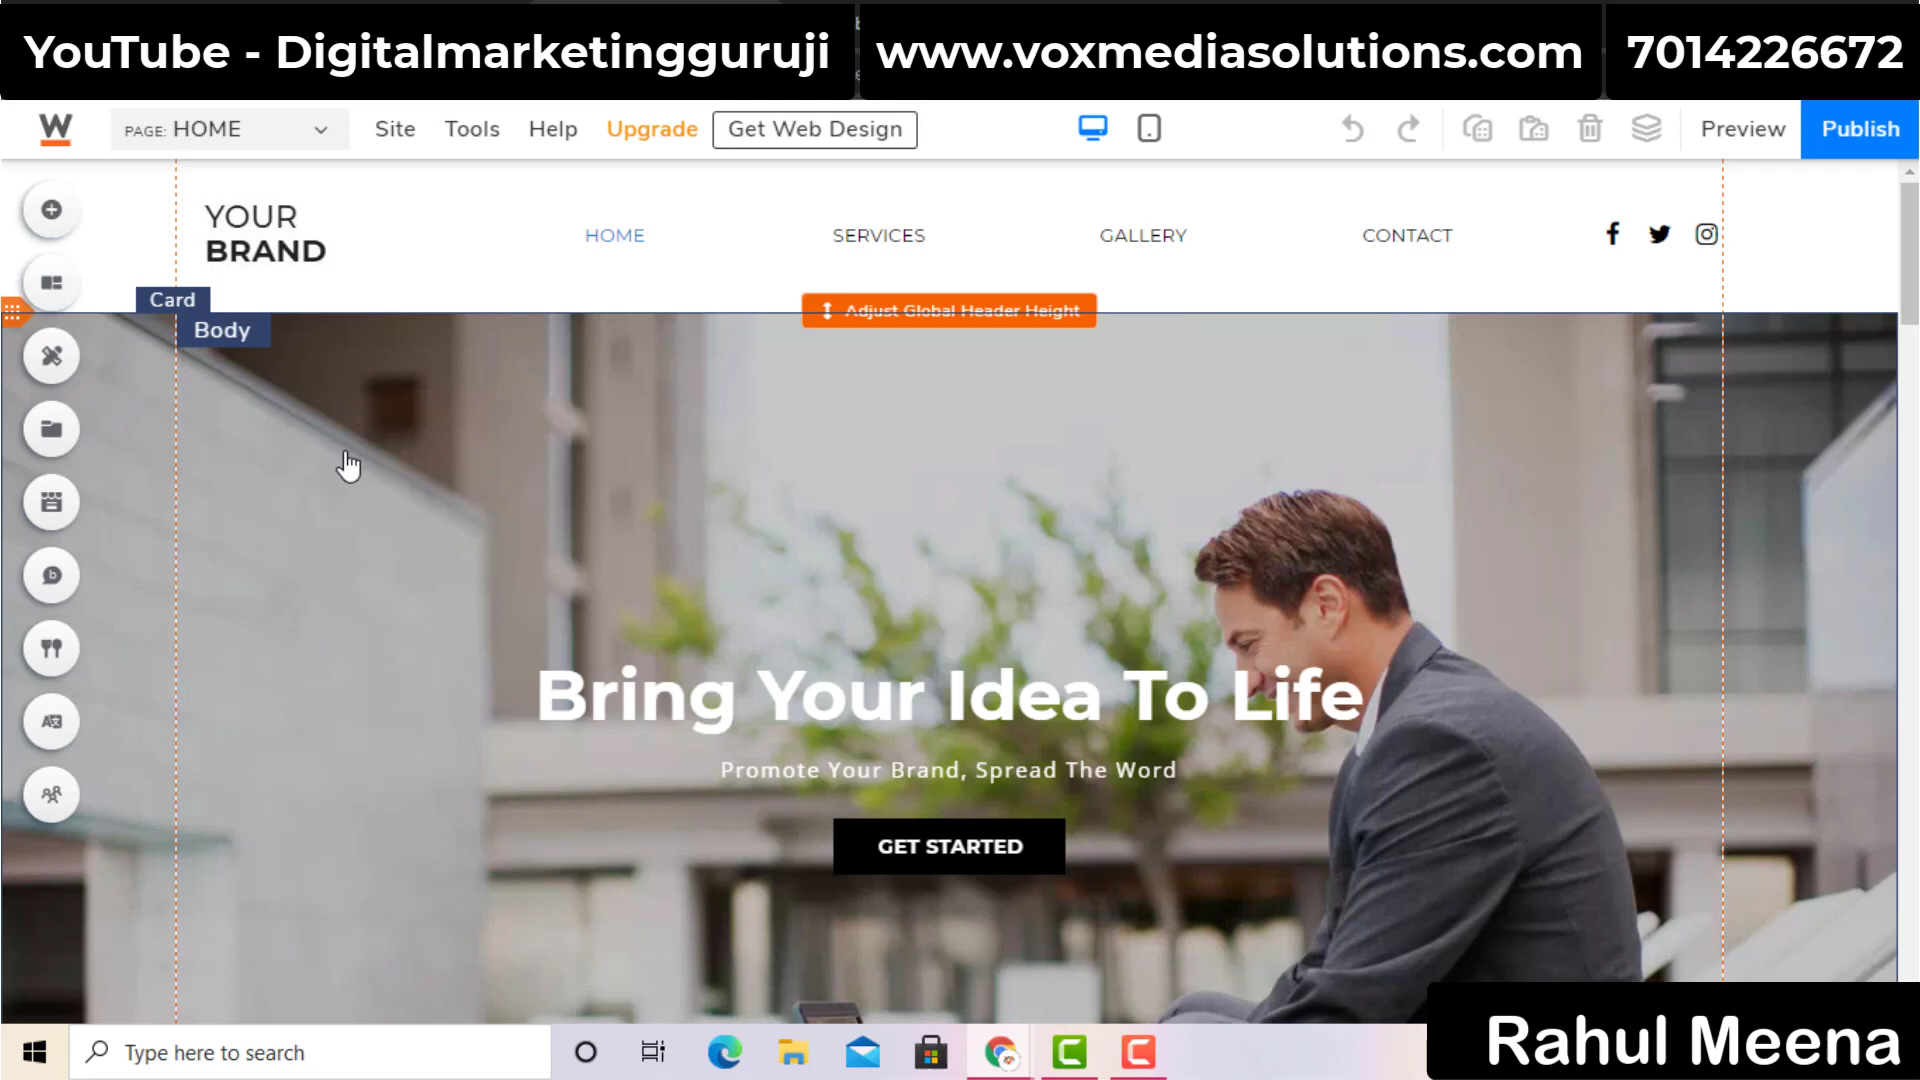 YouTube - Digitalmarketingguruji
www.voxmediasolutions.com
7014226672
W
PAGE: HOME
Site
Tools
Help
Upgrade
Get Web Design
Preview
Publish
YOUR
BRAND
HOME
SERVICES
GALLERY
CONTACT
Card
Adjust Global Header Height
Body
Bring Your Idea To Life
Promote Your Brand, Spread The Word
GET STARTED
Type here to search
Rahul Meena